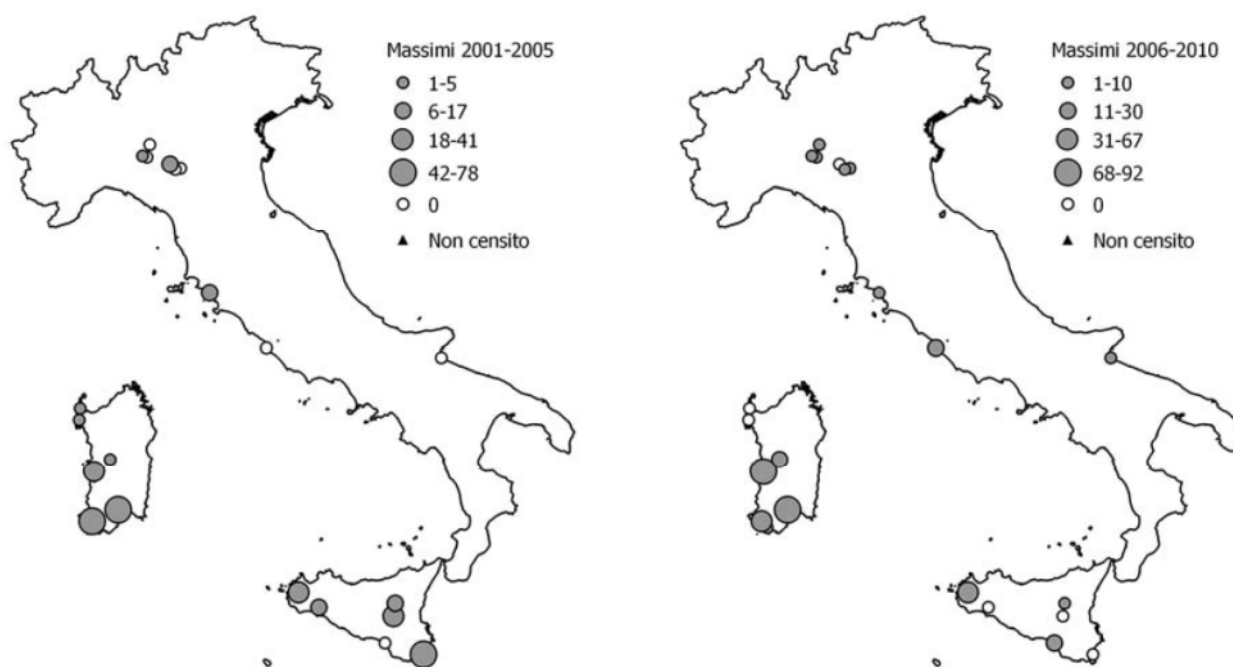 Massimi 2001-2005
1-5
6-17
18-41
42-78
0
Non censito
Massimi 2006-2010
1-10
11-30
31-67
68-92
0
Non censito